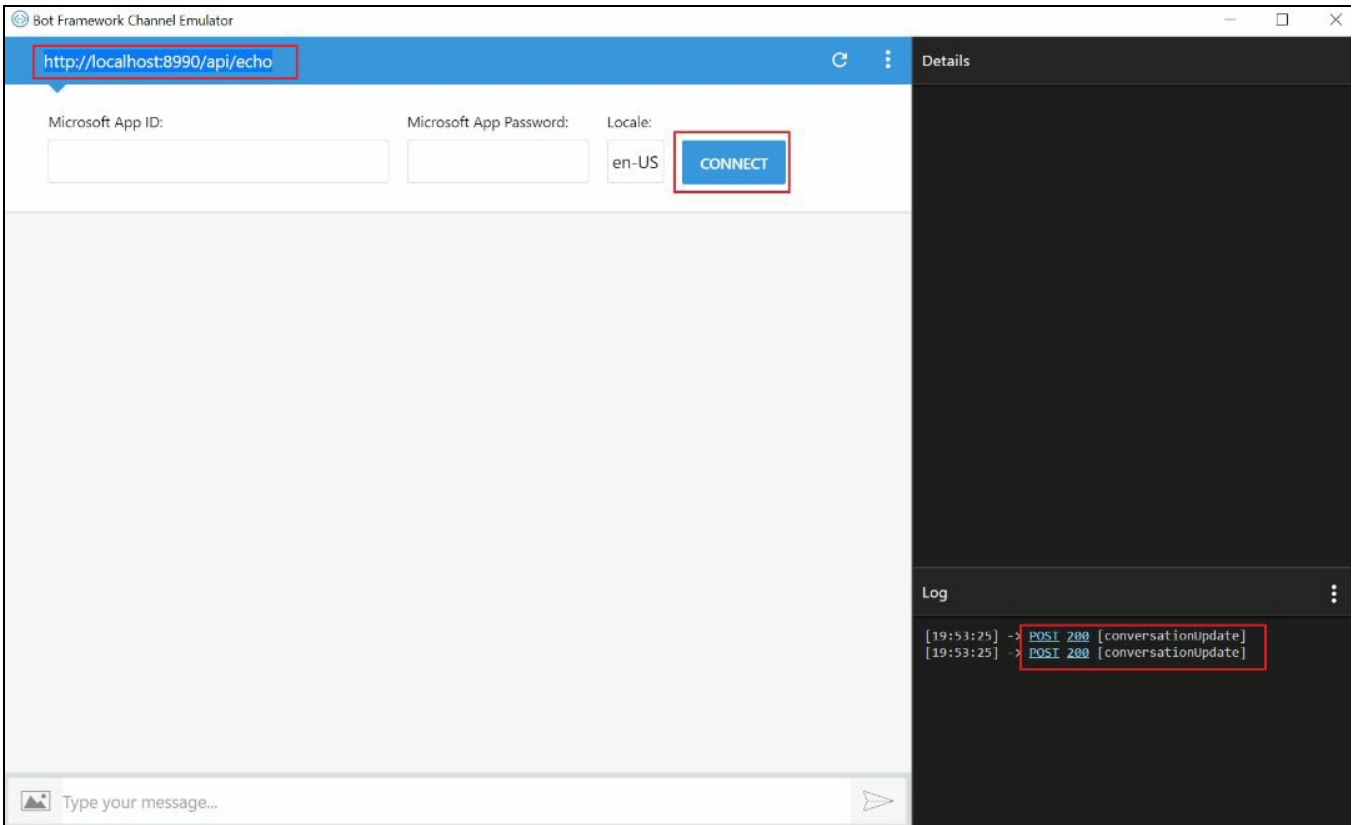 Bot Framework Channel Emulator
http://localhost:8990/api/echo
Details
Microsoft App ID:
Microsoft App Password:
Locale:
en-US
CONNECT
Log
[19:53:25] -> POST 200 [conversationUpdate]
[19:53:25] -> POST 200 [conversationUpdate]
Type your message...